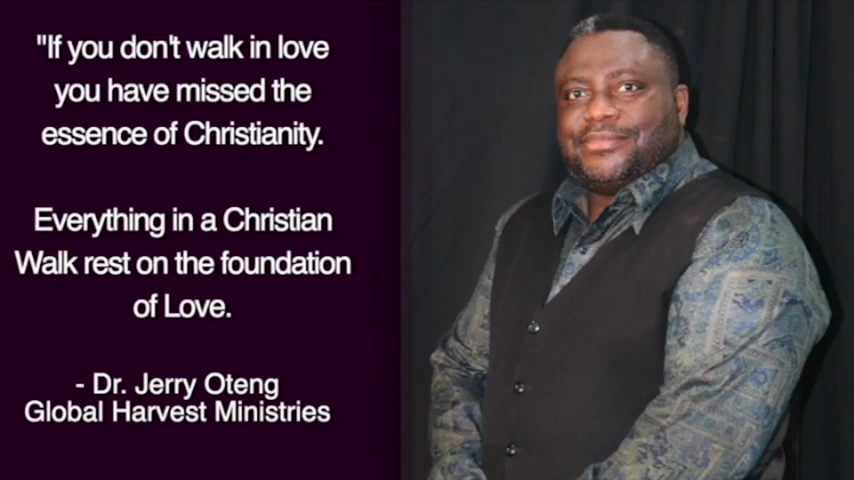 "If you don't walk in love
you have missed the
essence of Christianity.
Everything in a Christian
Walk rest on the foundation
of Love.
- Dr. Jerry Oteng
Global Harvest Ministries